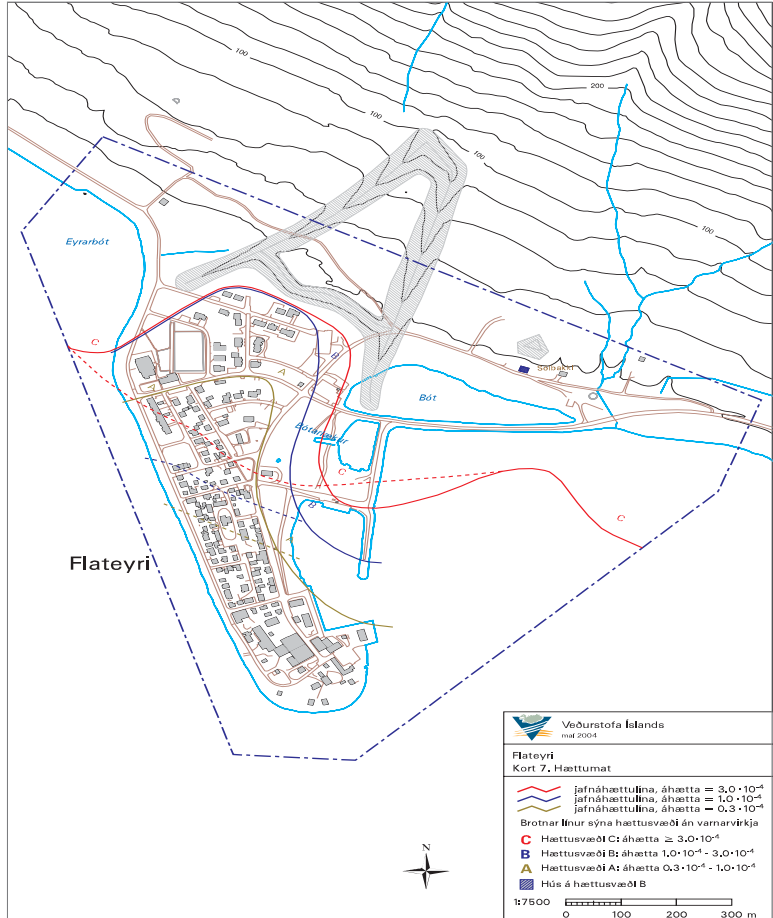 100
200
100
100
100
Eyrarbót
C
B
A
Sólbakki
Bót
A
C
B
A
C
Flateyri
N
Veðurstofa Íslands
maí 2004
Flateyri
Kort 7. Hættumat
jafnáhættulína, áhætta = 3.0·10⁻⁴
jafnáhættulína, áhætta = 1.0·10⁻⁴
jafnáhættulína, áhætta = 0.3·10⁻⁴
Brotnar línur sýna hættusvæði án varnarvirkja
C Hættusvæði C: áhætta ≥ 3.0·10⁻⁴
B Hættusvæði B: áhætta 1.0·10⁻⁴ - 3.0·10⁻⁴
A Hættusvæði A: áhætta 0.3·10⁻⁴ - 1.0·10⁻⁴
Hús á hættusvæði B
1:7500
0 100 200 300 m